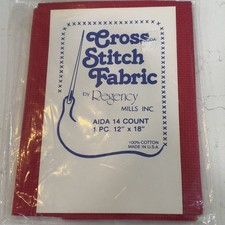 Cross
Stitch
Fabric
by Regency
MILLS INC
AIDA 14 COUNT
1 PC. 12" x 18"
100% COTTON
MADE IN U.S.A.